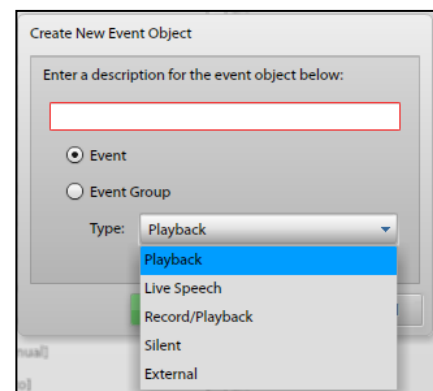 Create New Event Object
Enter a description for the event object below:
Event
Event Group
Type: Playback
Playback
Live Speech
Record/Playback
Silent
External